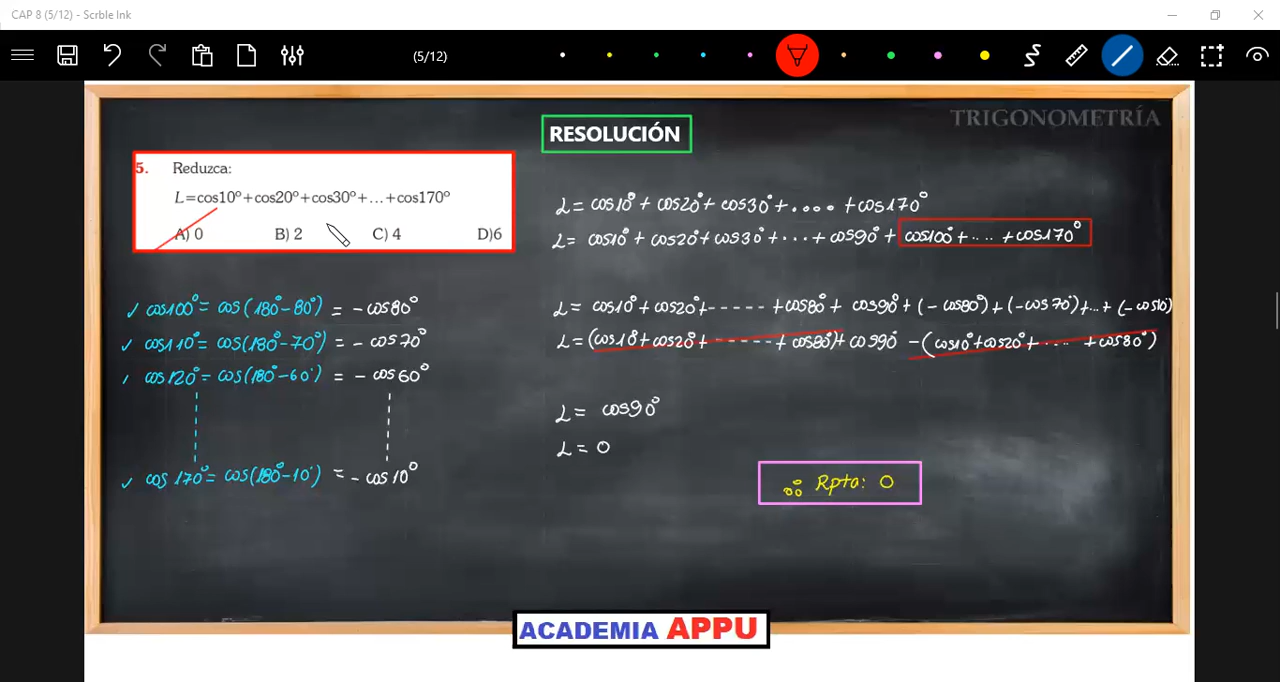 CAP 8 (5/12) - Scrble Ink
(5/12)
TRIGONOMETRÍA
RESOLUCIÓN
5. Reduzca:
L=cos10°+cos20°+cos30°+...+cos170°
A) 0 B) 2 C) 4 D)6
L= cos10°+ cos20°+ cos30°+.... +cos170°
L= cos10°+ cos20°+ cos30°+...+ cos90°+ cos100°+.... +cos170°
cos100°= cos(180°-80°) = -cos80°
cos110°= cos(180°-70°) = -cos70°
cos120°= cos(180°-60°) = -cos60°
cos170°= cos(180°-10°) = -cos10°
L= cos10°+cos20°+----- +cos80°+ cos90°+(-cos80°)+(-cos70°)+...+(-cos10°)
L=(cos10°+cos20°+----- +cos80°)+cos90° -(cos10°+cos20°+.... +cos80°)
L= cos90°
L= 0
∴ Rpta: 0
ACADEMIA APPU